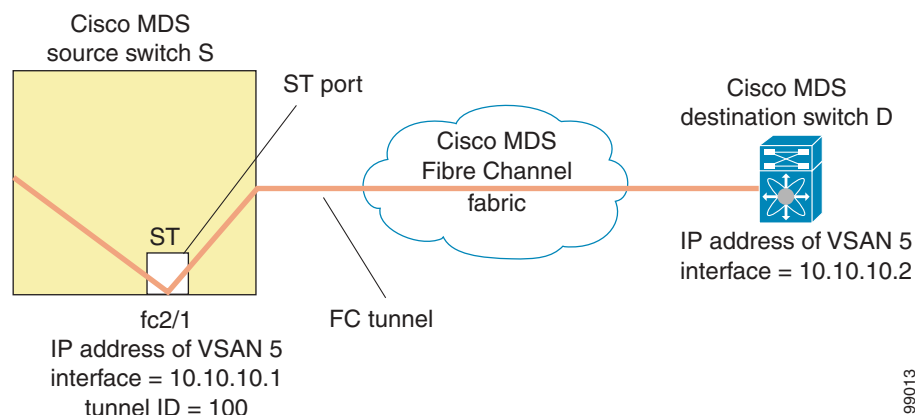 Cisco MDS
source switch S
ST port
Cisco MDS
Fibre Channel
fabric
Cisco MDS
destination switch D
ST
fc2/1
IP address of VSAN 5
interface = 10.10.10.1
tunnel ID = 100
FC tunnel
IP address of VSAN 5
interface = 10.10.10.2
99013